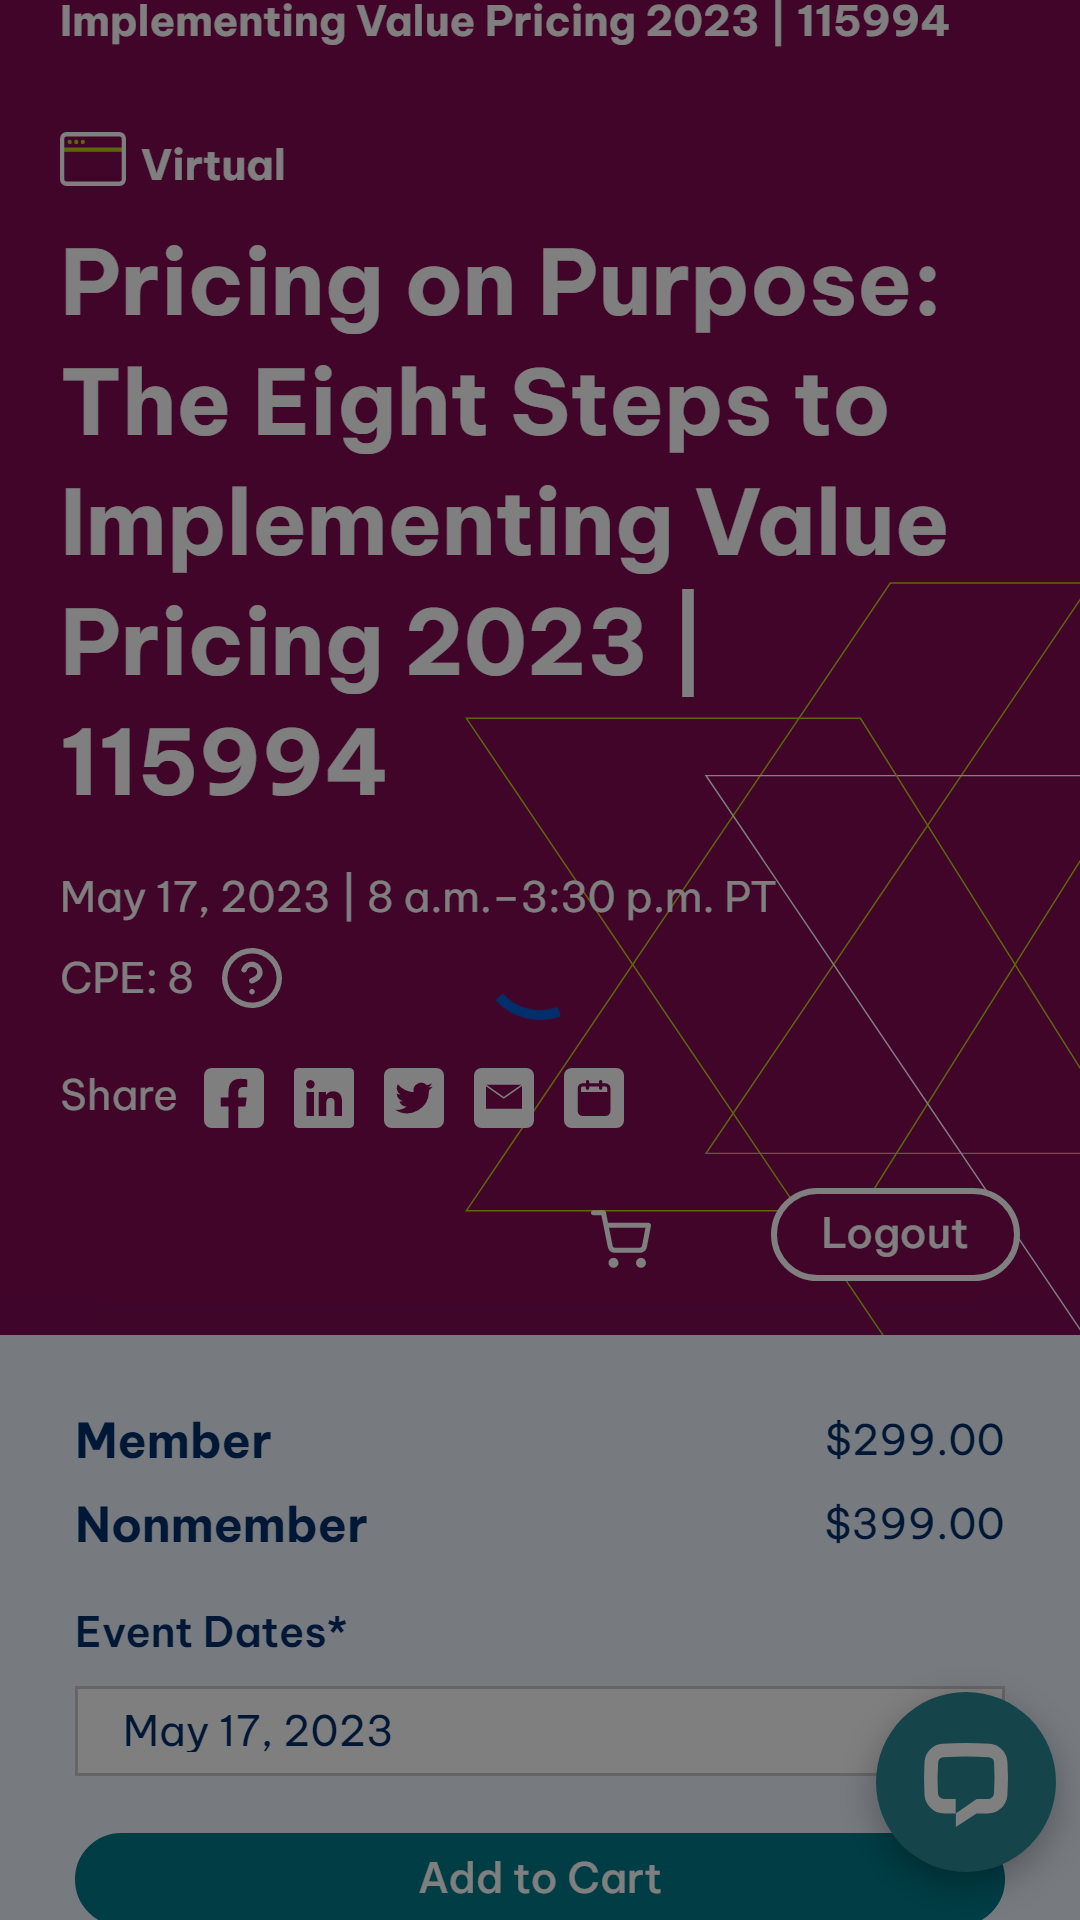 Implementing Value Pricing 2023 | 115994
Virtual
Pricing on Purpose:
The Eight Steps to
Implementing Value
Pricing 2023 |
115994
May 17, 2023 | 8 a.m.–3:30 p.m. PT
CPE: 8 ?
Share
Logout
Member $299.00
Nonmember $399.00
Event Dates*
May 17, 2023
Add to Cart